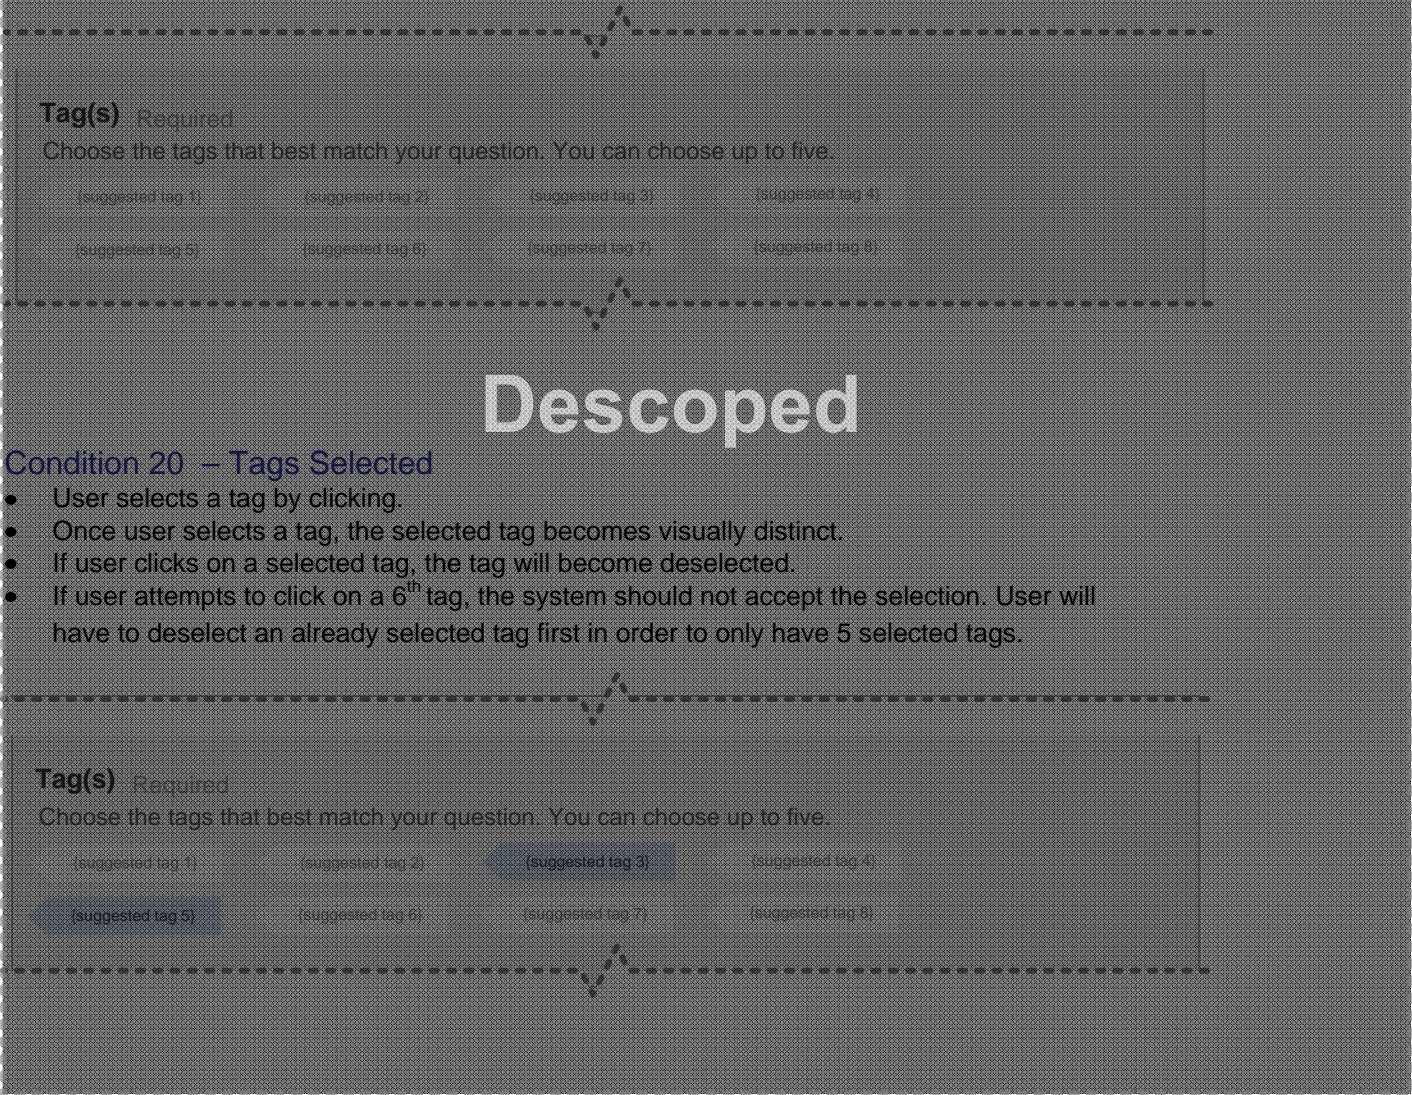 Tag(s) Required
Choose the tags that best match your question. You can choose up to five.
{suggested tag 1} {suggested tag 2} {suggested tag 3} {suggested tag 4}
{suggested tag 5} {suggested tag 6} {suggested tag 7} {suggested tag 8}
Descoped
Condition 20 – Tags Selected
● User selects a tag by clicking.
● Once user selects a tag, the selected tag becomes visually distinct.
● If user clicks on a selected tag, the tag will become deselected.
● If user attempts to click on a 6th tag, the system should not accept the selection. User will
have to deselect an already selected tag first in order to only have 5 selected tags.
Tag(s) Required
Choose the tags that best match your question. You can choose up to five.
{suggested tag 1} {suggested tag 2} {suggested tag 3} {suggested tag 4}
{suggested tag 5} {suggested tag 6} {suggested tag 7} {suggested tag 8}